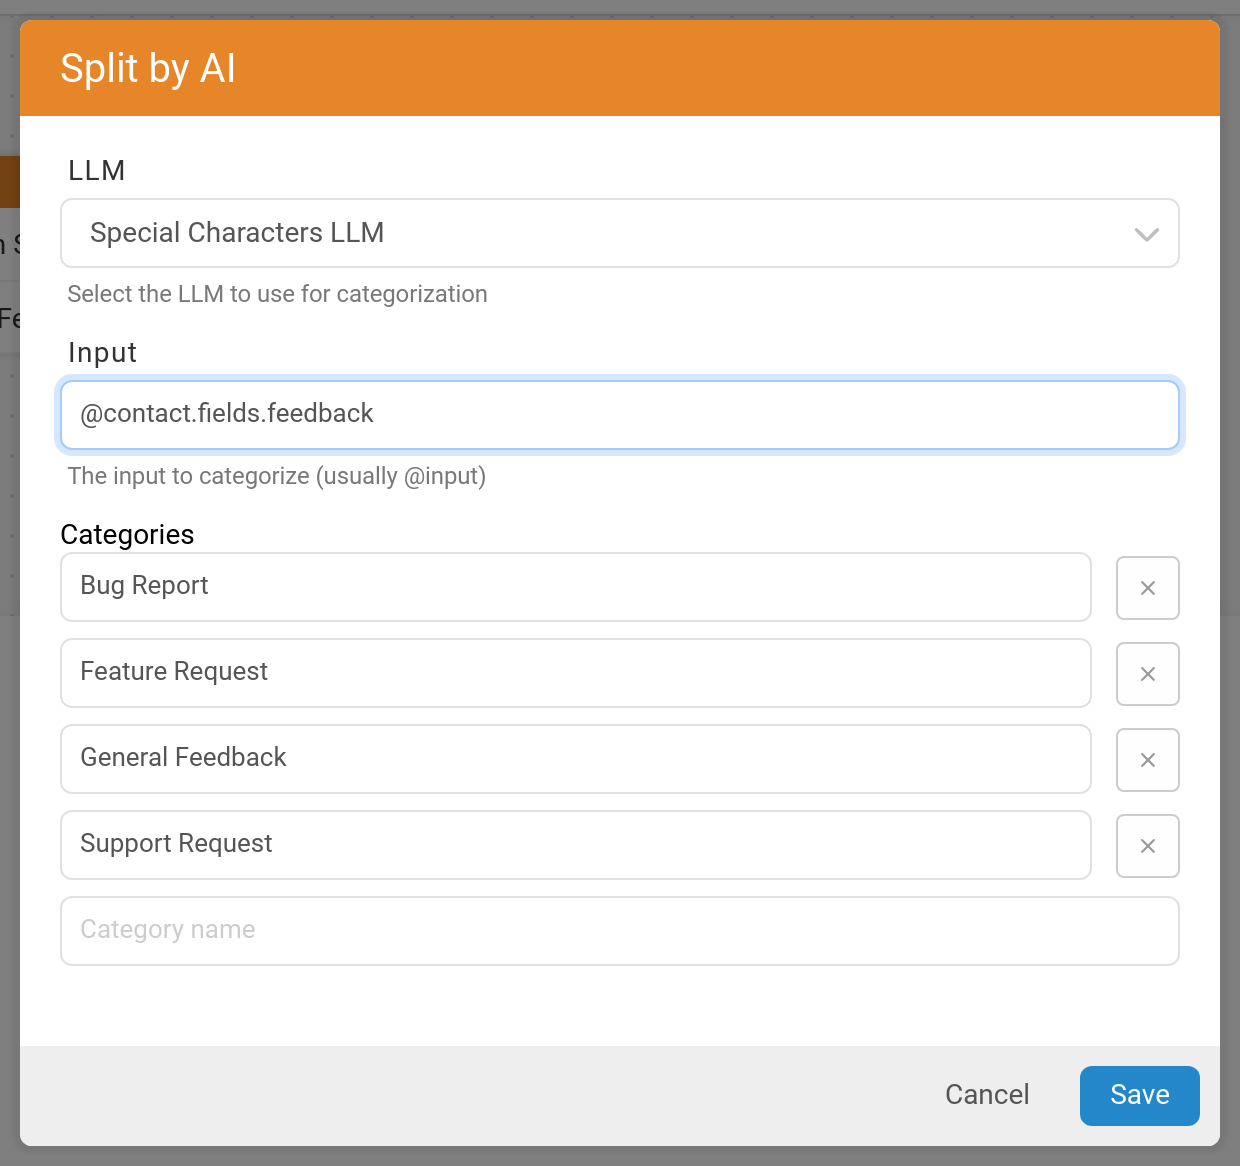 Split by AI
LLM
Special Characters LLM
Select the LLM to use for categorization
Input
@contact.fields.feedback
The input to categorize (usually @input)
Categories
Bug Report
Feature Request
General Feedback
Support Request
Category name
Cancel
Save